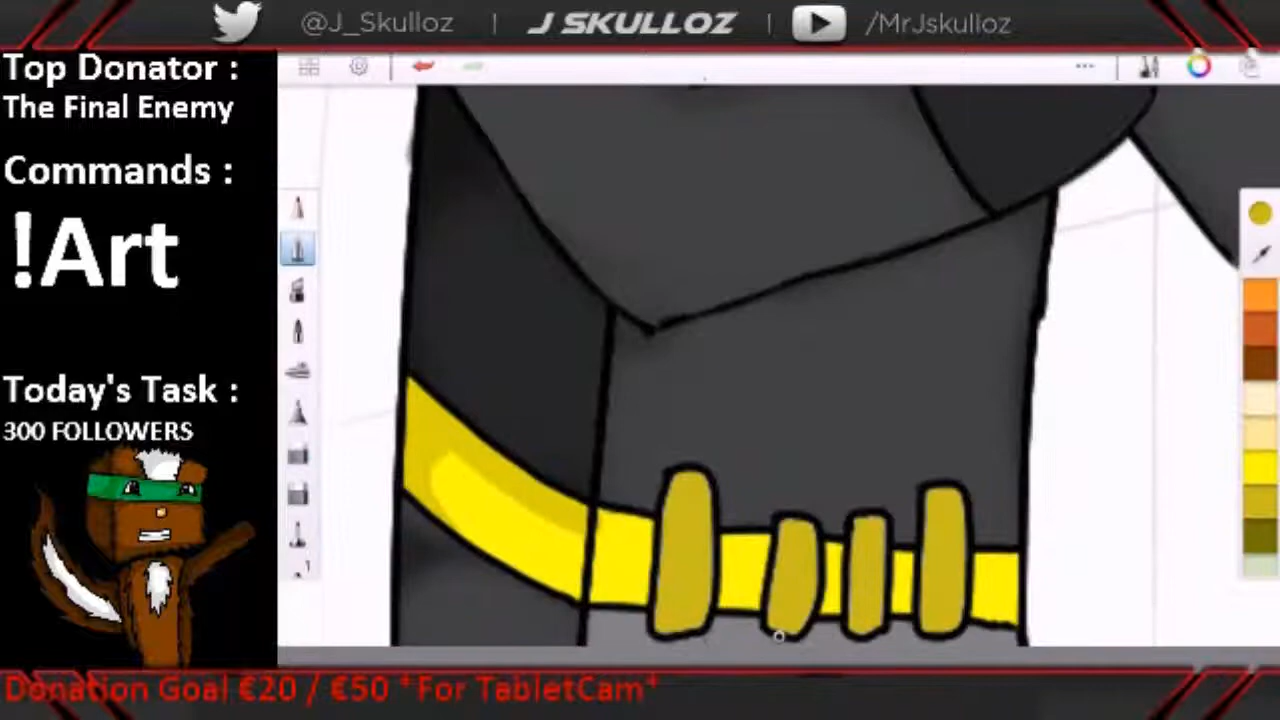 @J_Skulloz | J SKULLOZ | /MrJskulloz
Top Donator :
The Final Enemy
Commands :
!Art
Today's Task :
300 FOLLOWERS
Donation Goal €20 / €50 *For TabletCam*